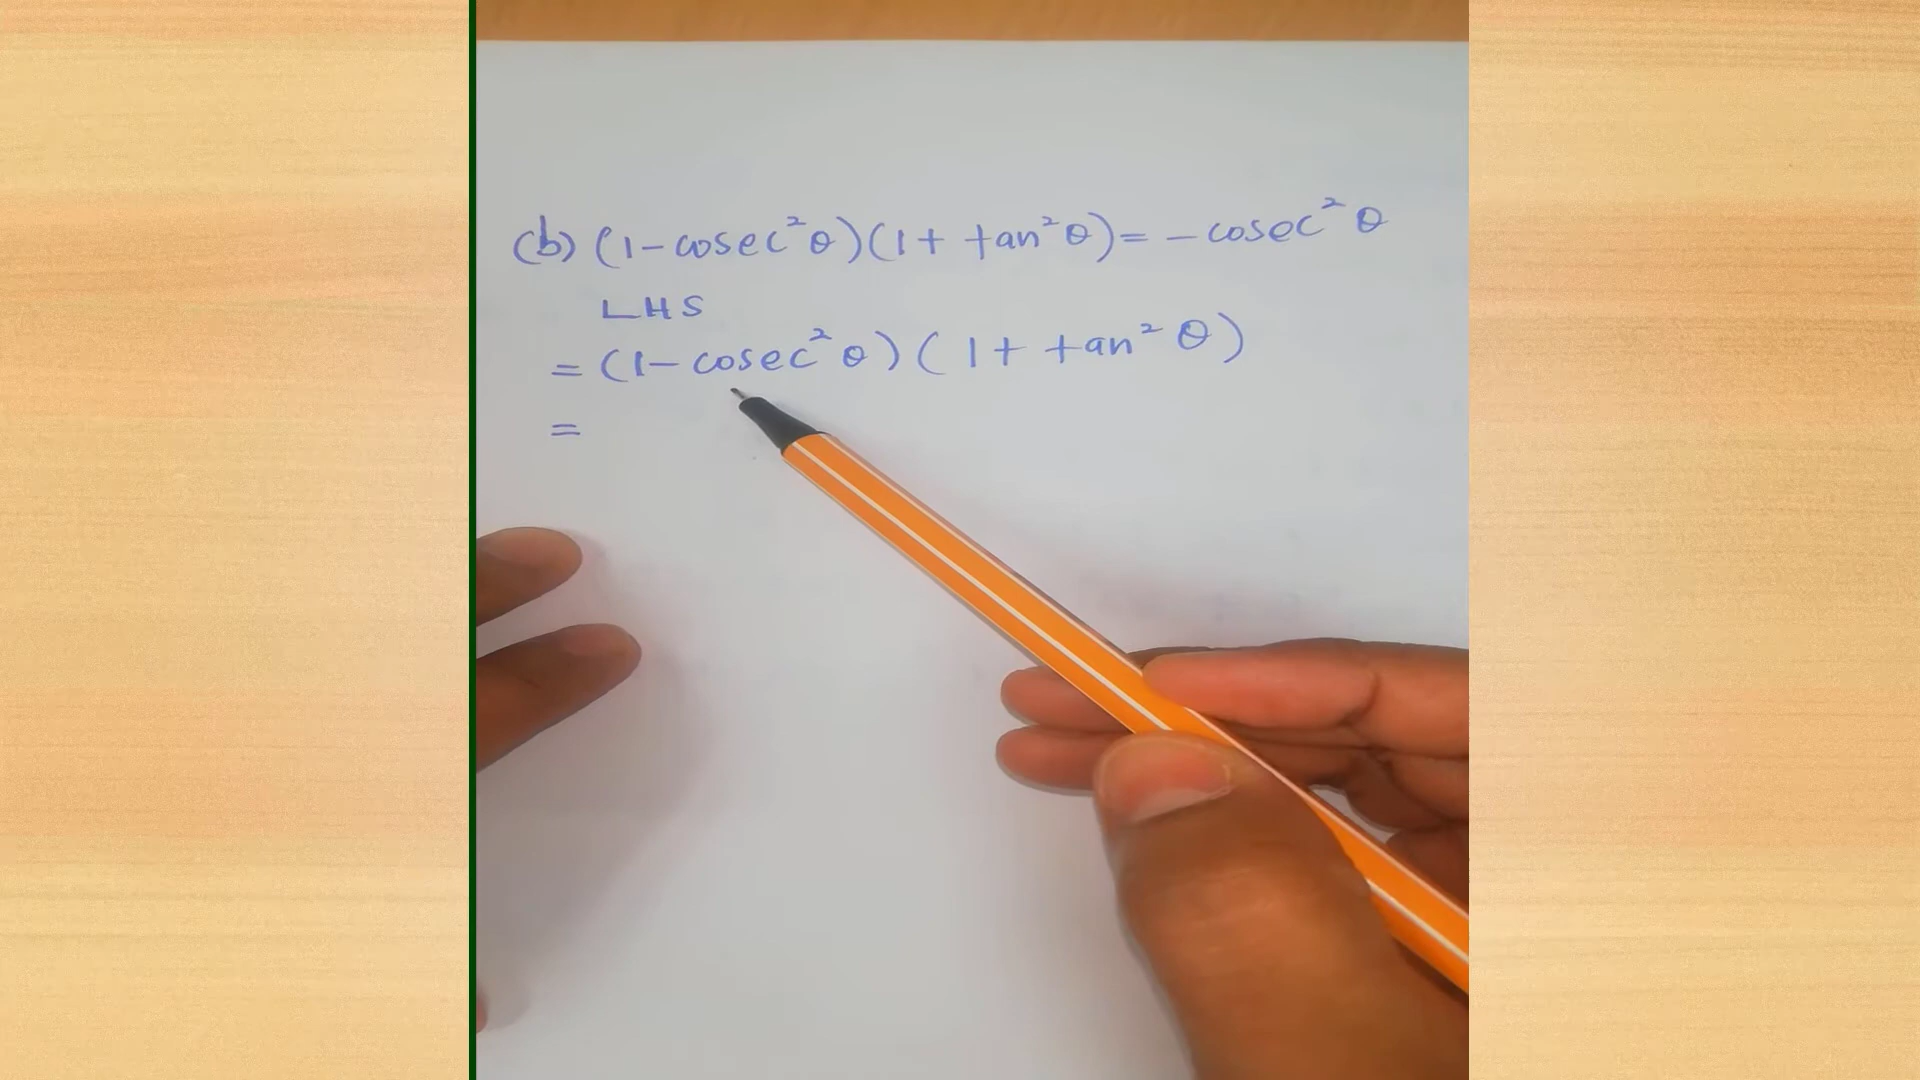 (b) (1 - cosec²θ)(1 + tan²θ) = - cosec²θ
LHS
= (1 - cosec²θ)(1 + tan²θ)
=